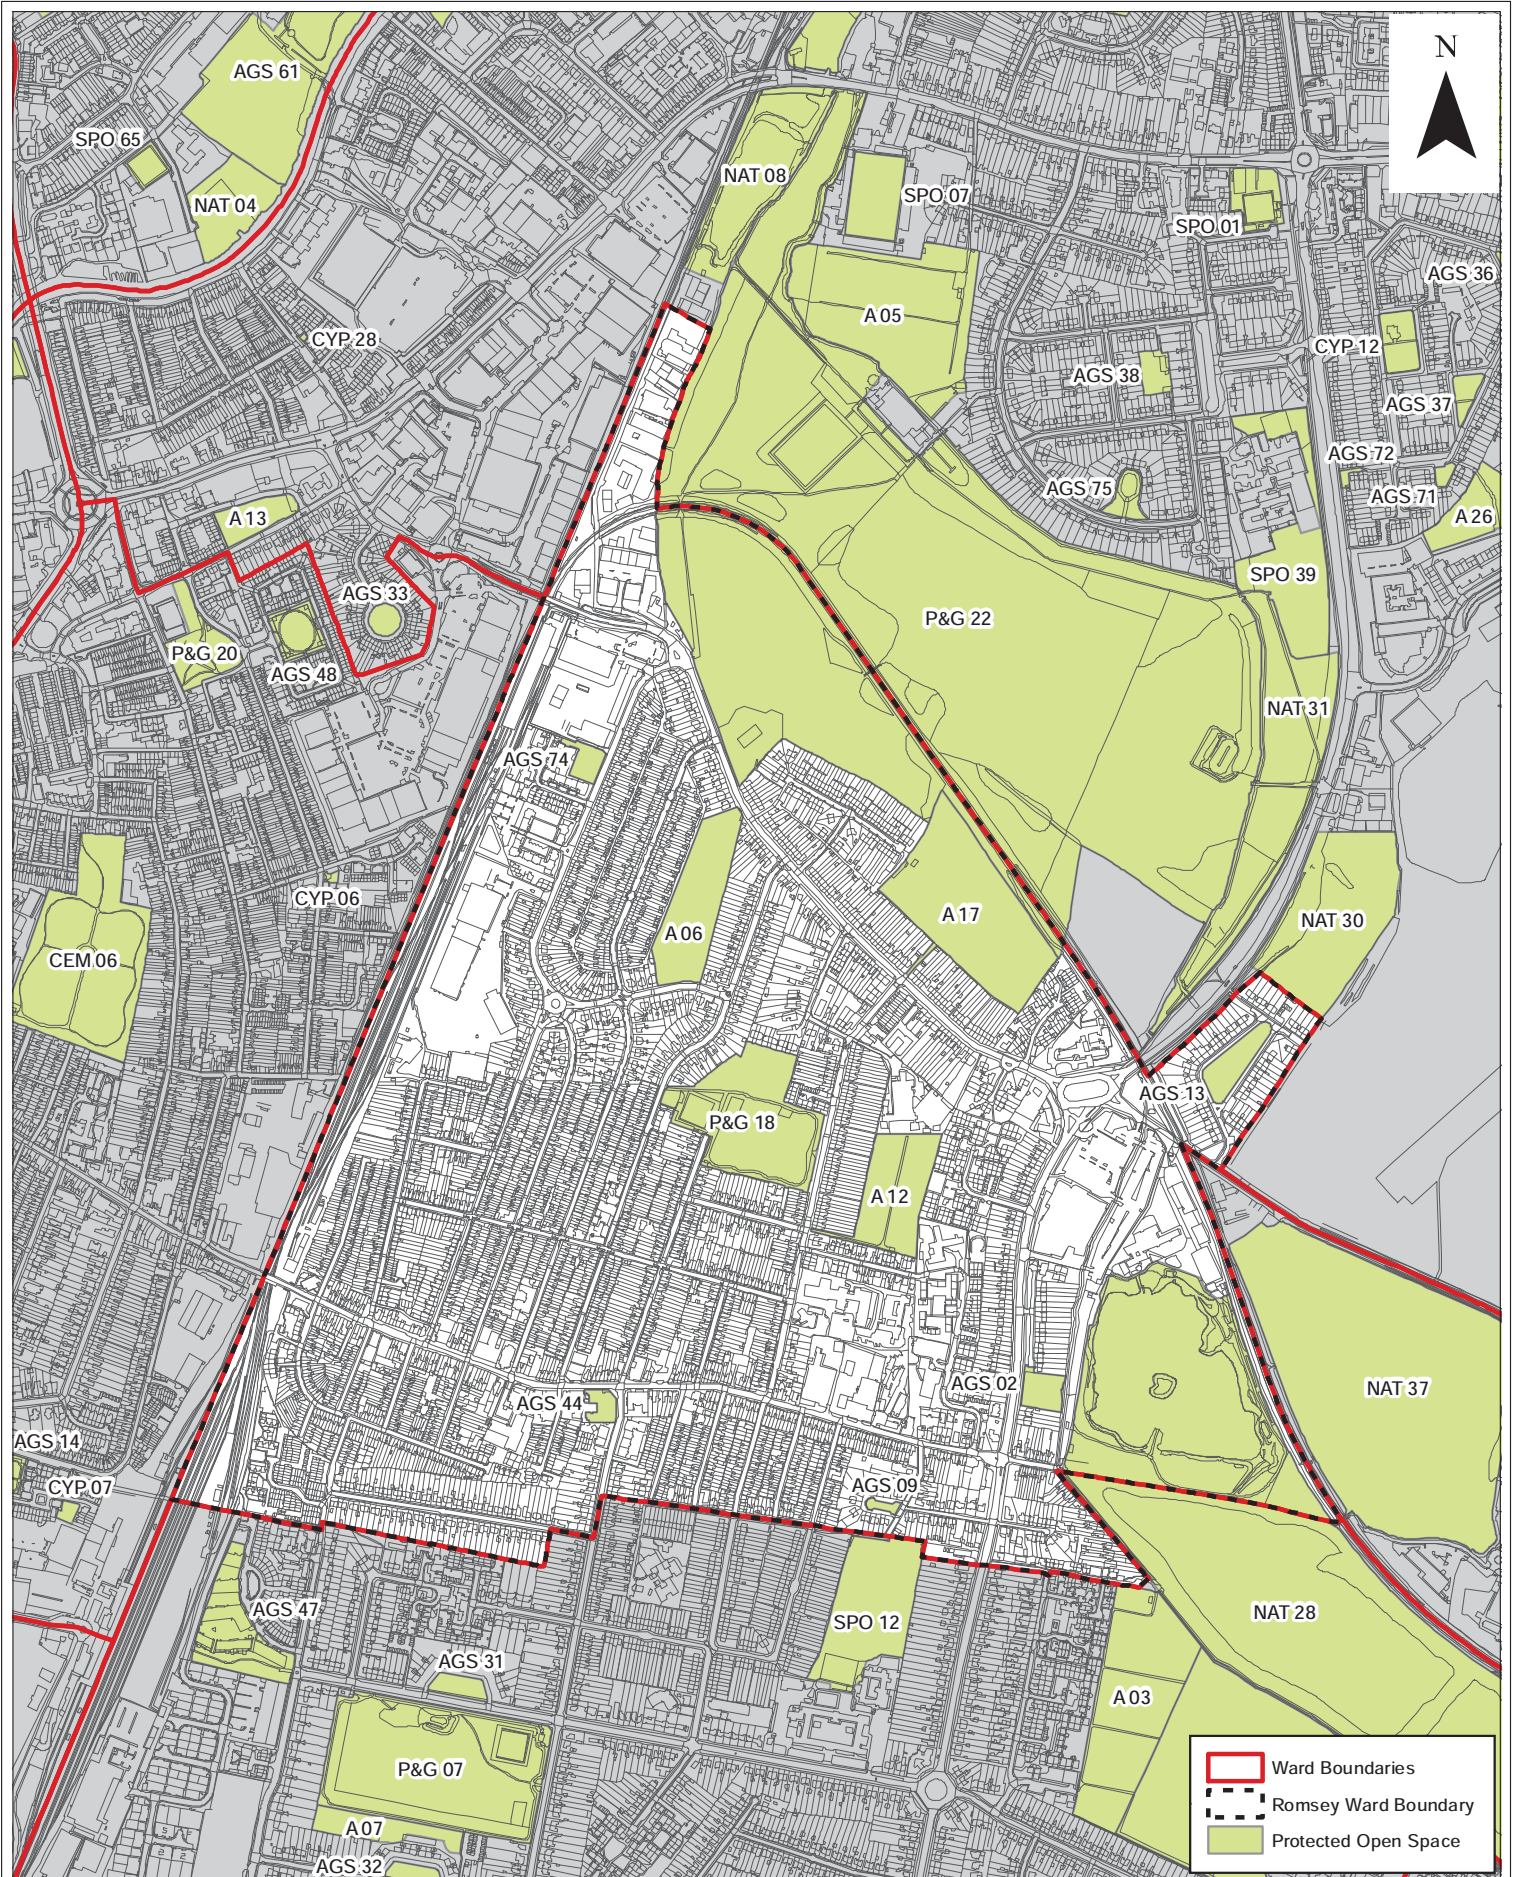 N
AGS 61
SPO 65
NAT 04
NAT 08
SPO 07
SPO 01
AGS 36
A 05
CYP 28
CYP 12
AGS 38
AGS 37
AGS 72
AGS 75
AGS 71
A 26
A 13
SPO 39
AGS 33
P&G 22
P&G 20
AGS 48
NAT 31
AGS 74
CYP 06
A 17
NAT 30
A 06
CEM 06
AGS 13
P&G 18
A 12
NAT 37
AGS 02
AGS 44
AGS 14
CYP 07
AGS 09
AGS 47
NAT 28
SPO 12
AGS 31
A 03
P&G 07
A 07
AGS 32
Ward Boundaries
Romsey Ward Boundary
Protected Open Space